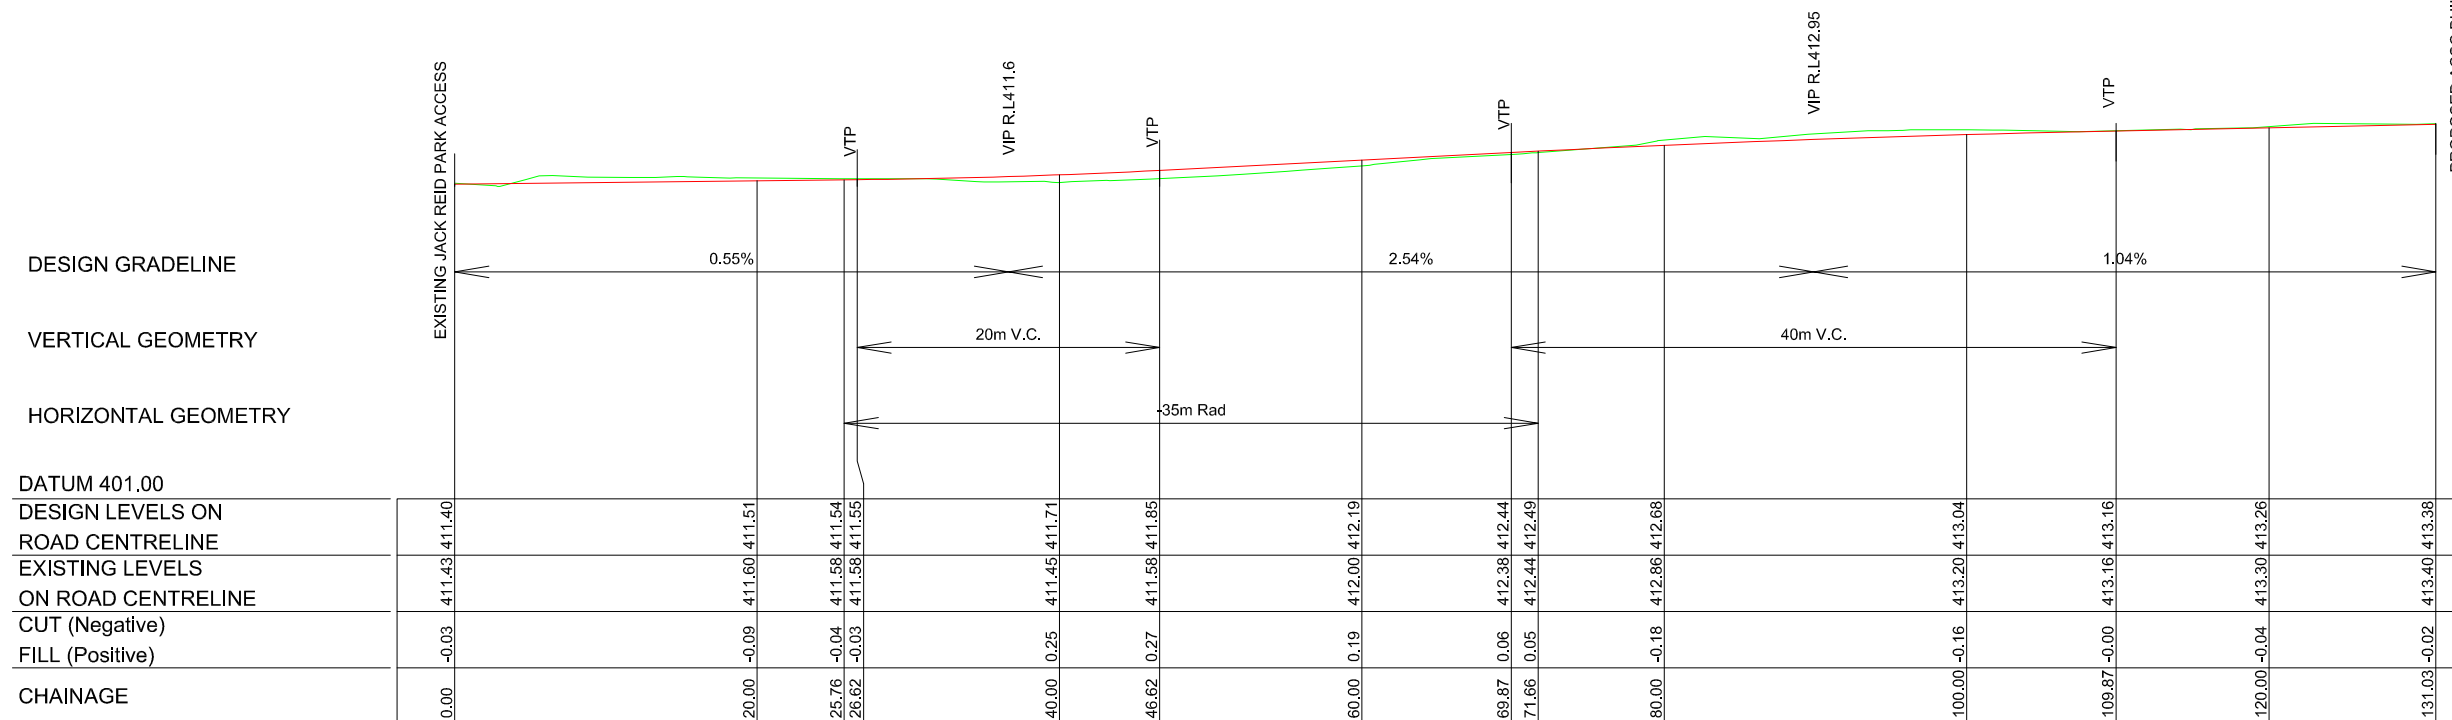 EXISTING JACK REID PARK ACCESS
VTP
VIP R.L411.6
VTP
VTP
VIP R.L412.95
VTP
DESIGN GRADELINE
0.55%
2.54%
1.04%
VERTICAL GEOMETRY
20m V.C.
40m V.C.
HORIZONTAL GEOMETRY
-35m Rad
DATUM 401.00
DESIGN LEVELS ON
ROAD CENTRELINE
411.40 411.51 411.54 411.55 411.71 411.85 412.19 412.44 412.49 412.68 413.04 413.16 413.26 413.38
EXISTING LEVELS
ON ROAD CENTRELINE
411.43 411.60 411.58 411.58 411.45 411.58 412.00 412.38 412.44 412.86 413.20 413.16 413.30 413.40
CUT (Negative)
FILL (Positive)
-0.03 -0.09 -0.04 -0.03 0.25 0.27 0.19 0.06 0.05 -0.18 -0.16 -0.00 -0.04 -0.02
CHAINAGE
0.00 20.00 25.76 26.62 40.00 46.62 60.00 69.87 71.66 80.00 100.00 109.87 120.00 131.03